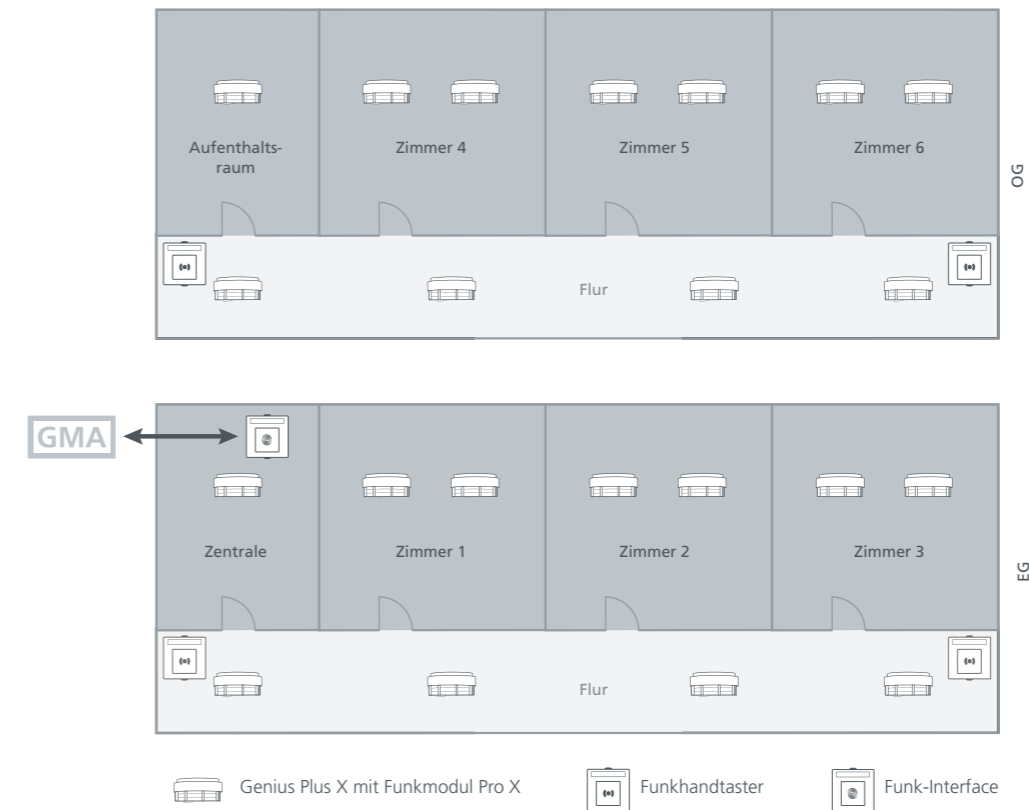 Aufenthalts-
raum
Zimmer 4
Zimmer 5
Zimmer 6
OG
Flur
GMA
Zentrale
Zimmer 1
Zimmer 2
Zimmer 3
EG
Flur
Genius Plus X mit Funkmodul Pro X
Funkhandtaster
Funk-Interface